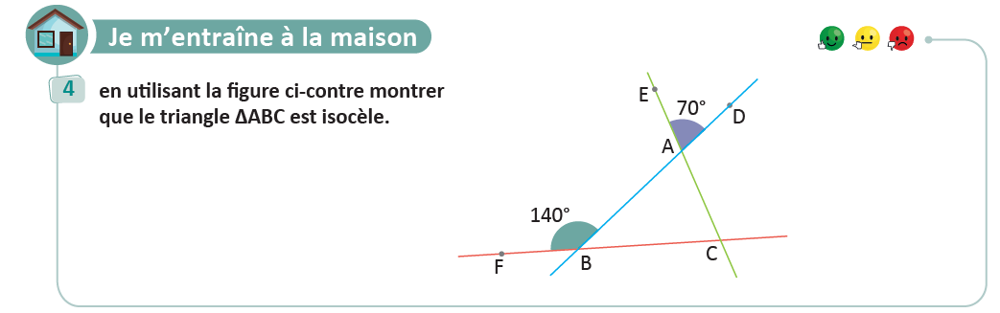 Je m’entraîne à la maison
4 en utilisant la figure ci-contre montrer
que le triangle ΔABC est isocèle.
E
70°
D
A
140°
F
B
C